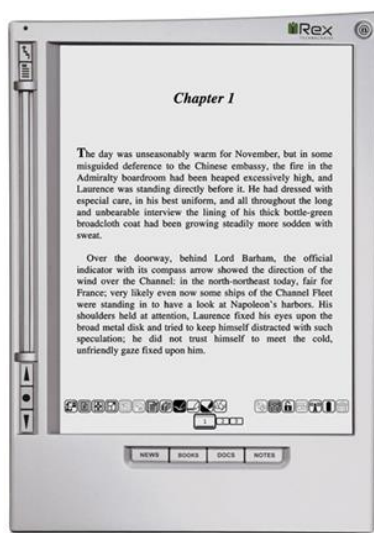 iRex
TECHNOLOGIES
Chapter 1
The day was unseasonably warm for November, but in some
misguided deference to the Chinese embassy, the fire in the
Admiralty boardroom had been heaped excessively high, and
Laurence was standing directly before it. He had dressed with
especial care, in his best uniform, and all throughout the long
and unbearable interview the lining of his thick bottle-green
broadcloth coat had been growing steadily more sodden with
sweat.
Over the doorway, behind Lord Barham, the official
indicator with its compass arrow showed the direction of the
wind over the Channel: in the north-northeast today, fair for
France; very likely even now some ships of the Channel Fleet
were standing in to have a look at Napoleon's harbors. His
shoulders held at attention, Laurence fixed his eyes upon the
broad metal disk and tried to keep himself distracted with such
speculation; he did not trust himself to meet the cold,
unfriendly gaze fixed upon him.
1
NEWS BOOKS DOCS NOTES